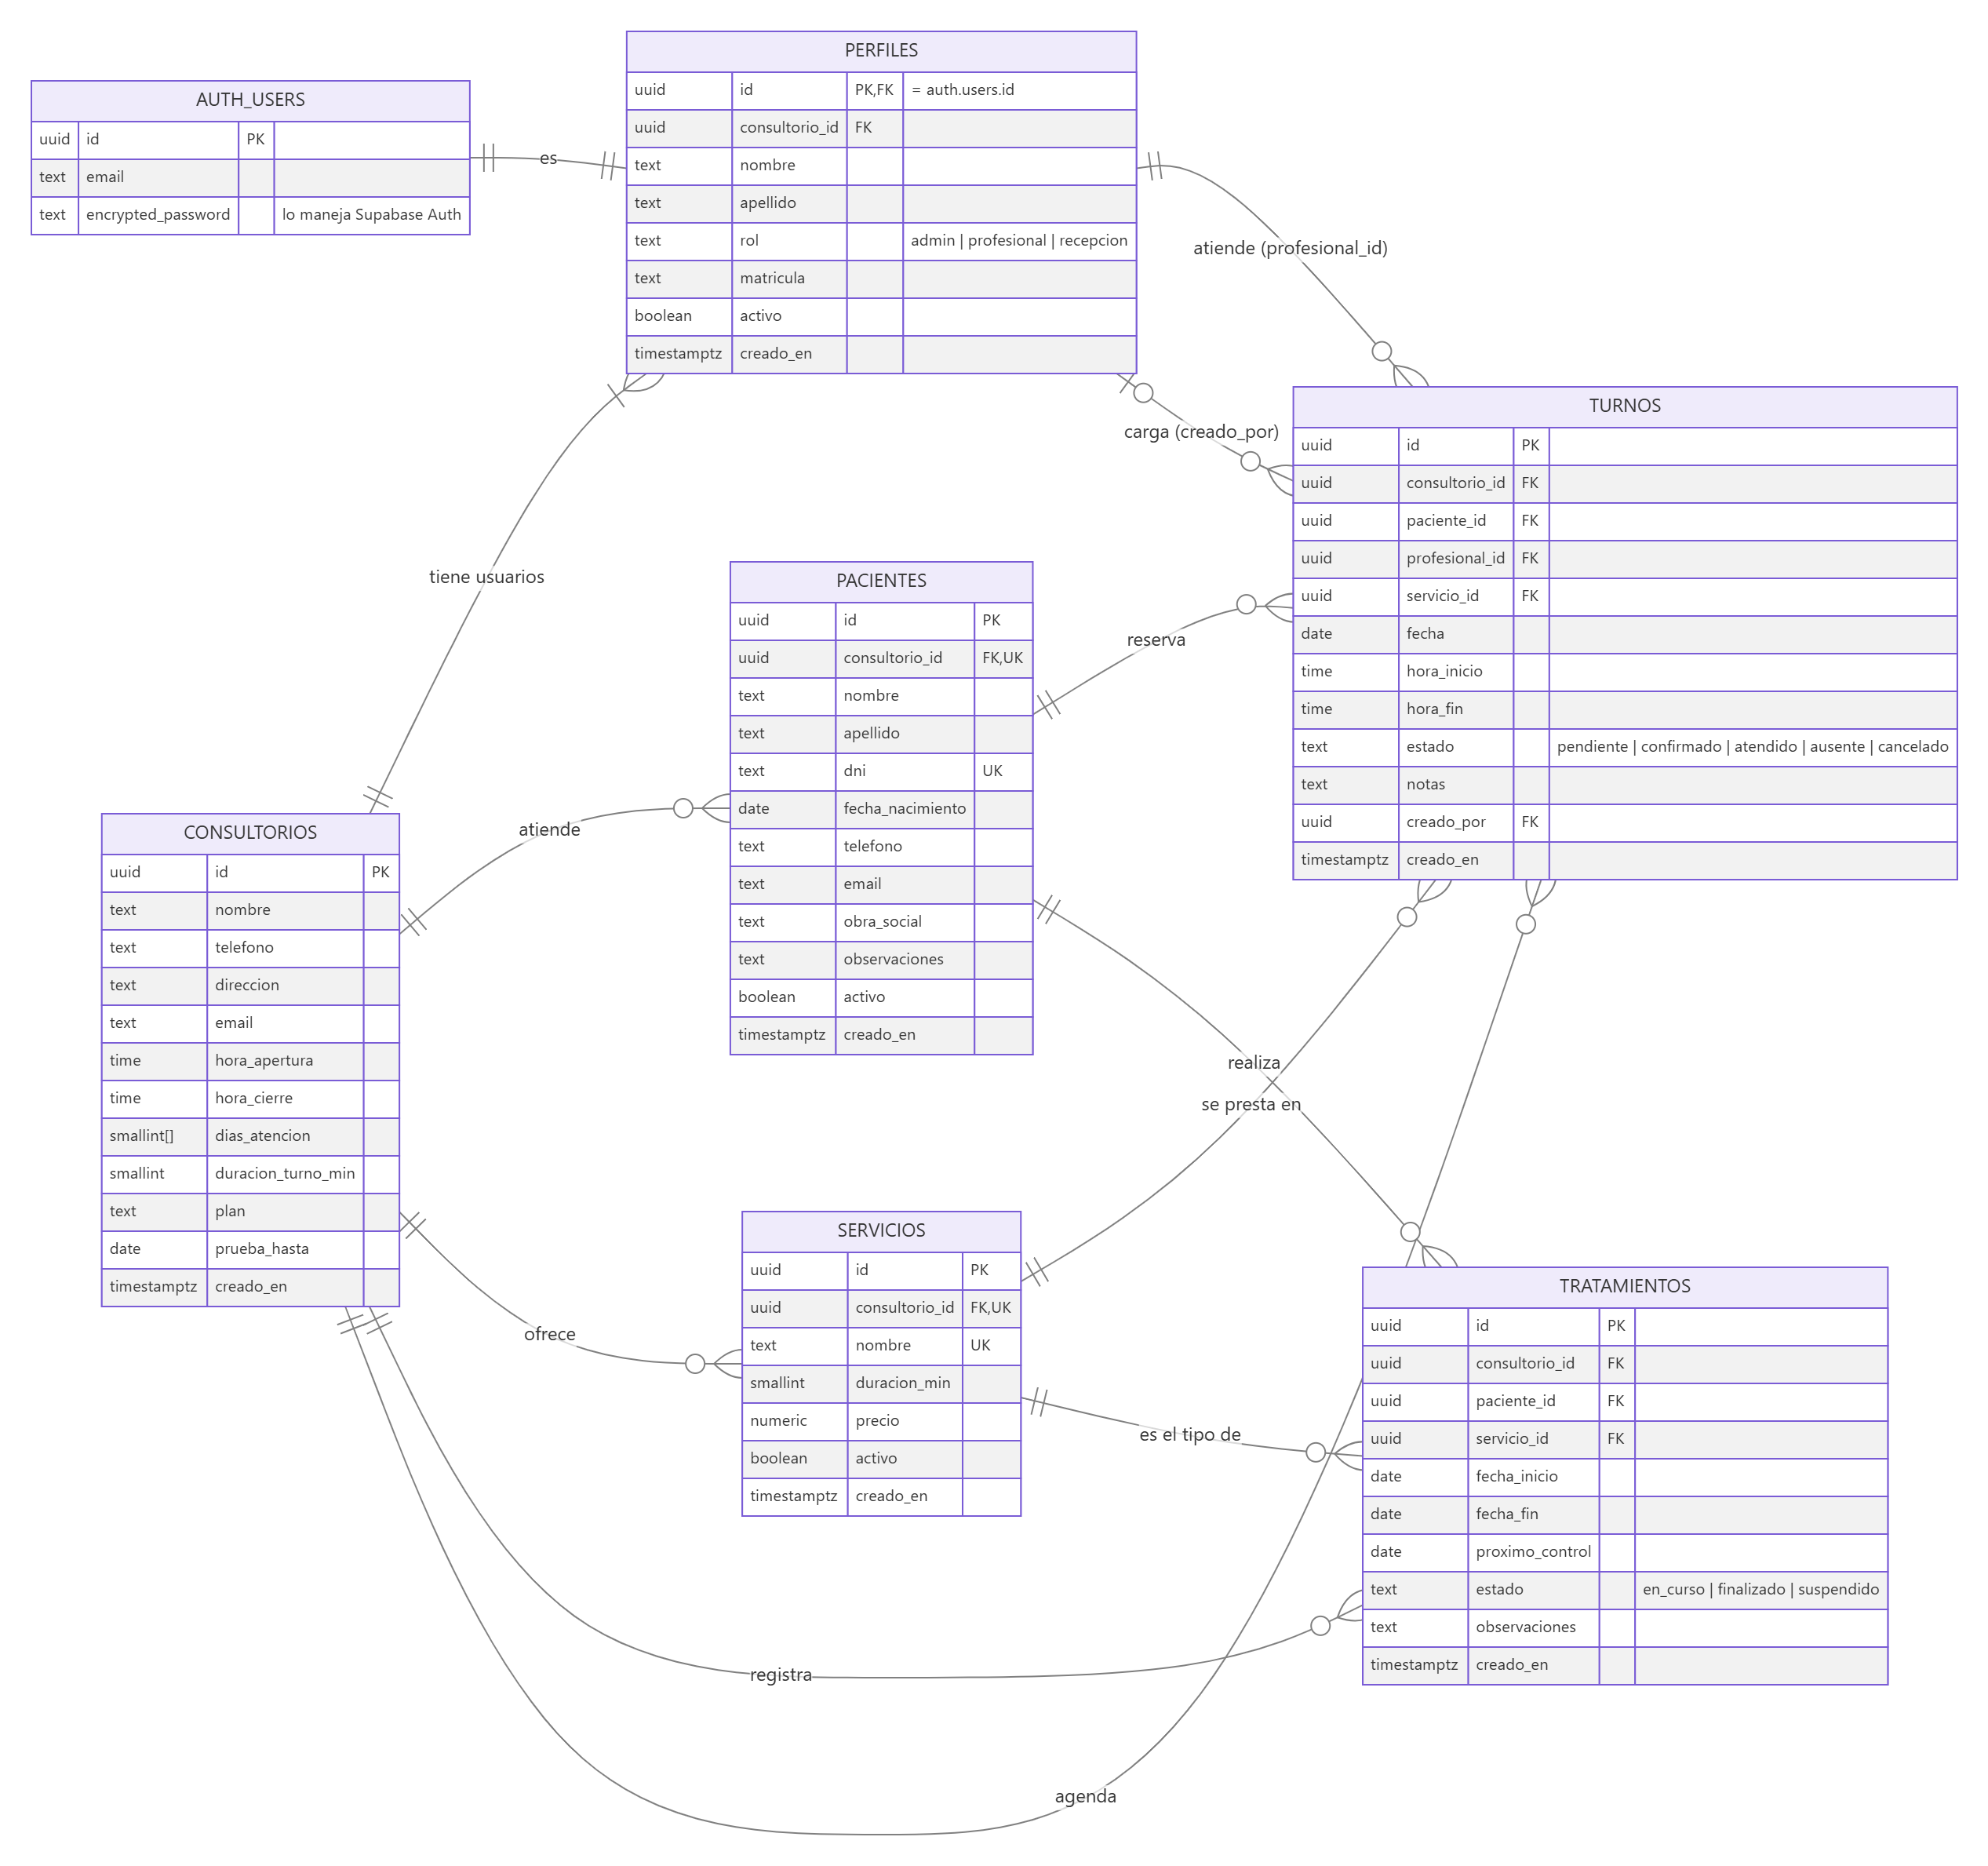 PERFILES
uuid id PK,FK = auth.users.id
uuid consultorio_id FK
text nombre
text apellido
text rol admin | profesional | recepcion
text matricula
boolean activo
timestamptz creado_en
AUTH_USERS
uuid id PK
text email
text encrypted_password lo maneja Supabase Auth
es
atiende (profesional_id)
carga (creado_por)
TURNOS
uuid id PK
uuid consultorio_id FK
uuid paciente_id FK
uuid profesional_id FK
uuid servicio_id FK
date fecha
time hora_inicio
time hora_fin
text estado pendiente | confirmado | atendido | ausente | cancelado
text notas
uuid creado_por FK
timestamptz creado_en
tiene usuarios
PACIENTES
uuid id PK
uuid consultorio_id FK,UK
text nombre
text apellido
text dni UK
date fecha_nacimiento
text telefono
text email
text obra_social
text observaciones
boolean activo
timestamptz creado_en
reserva
atiende
CONSULTORIOS
uuid id PK
text nombre
text telefono
text direccion
text email
time hora_apertura
time hora_cierre
smallint[] dias_atencion
smallint duracion_turno_min
text plan
date prueba_hasta
timestamptz creado_en
realiza
se presta en
SERVICIOS
uuid id PK
uuid consultorio_id FK,UK
text nombre UK
smallint duracion_min
numeric precio
boolean activo
timestamptz creado_en
ofrece
es el tipo de
TRATAMIENTOS
uuid id PK
uuid consultorio_id FK
uuid paciente_id FK
uuid servicio_id FK
date fecha_inicio
date fecha_fin
date proximo_control
text estado en_curso | finalizado | suspendido
text observaciones
timestamptz creado_en
registra
agenda